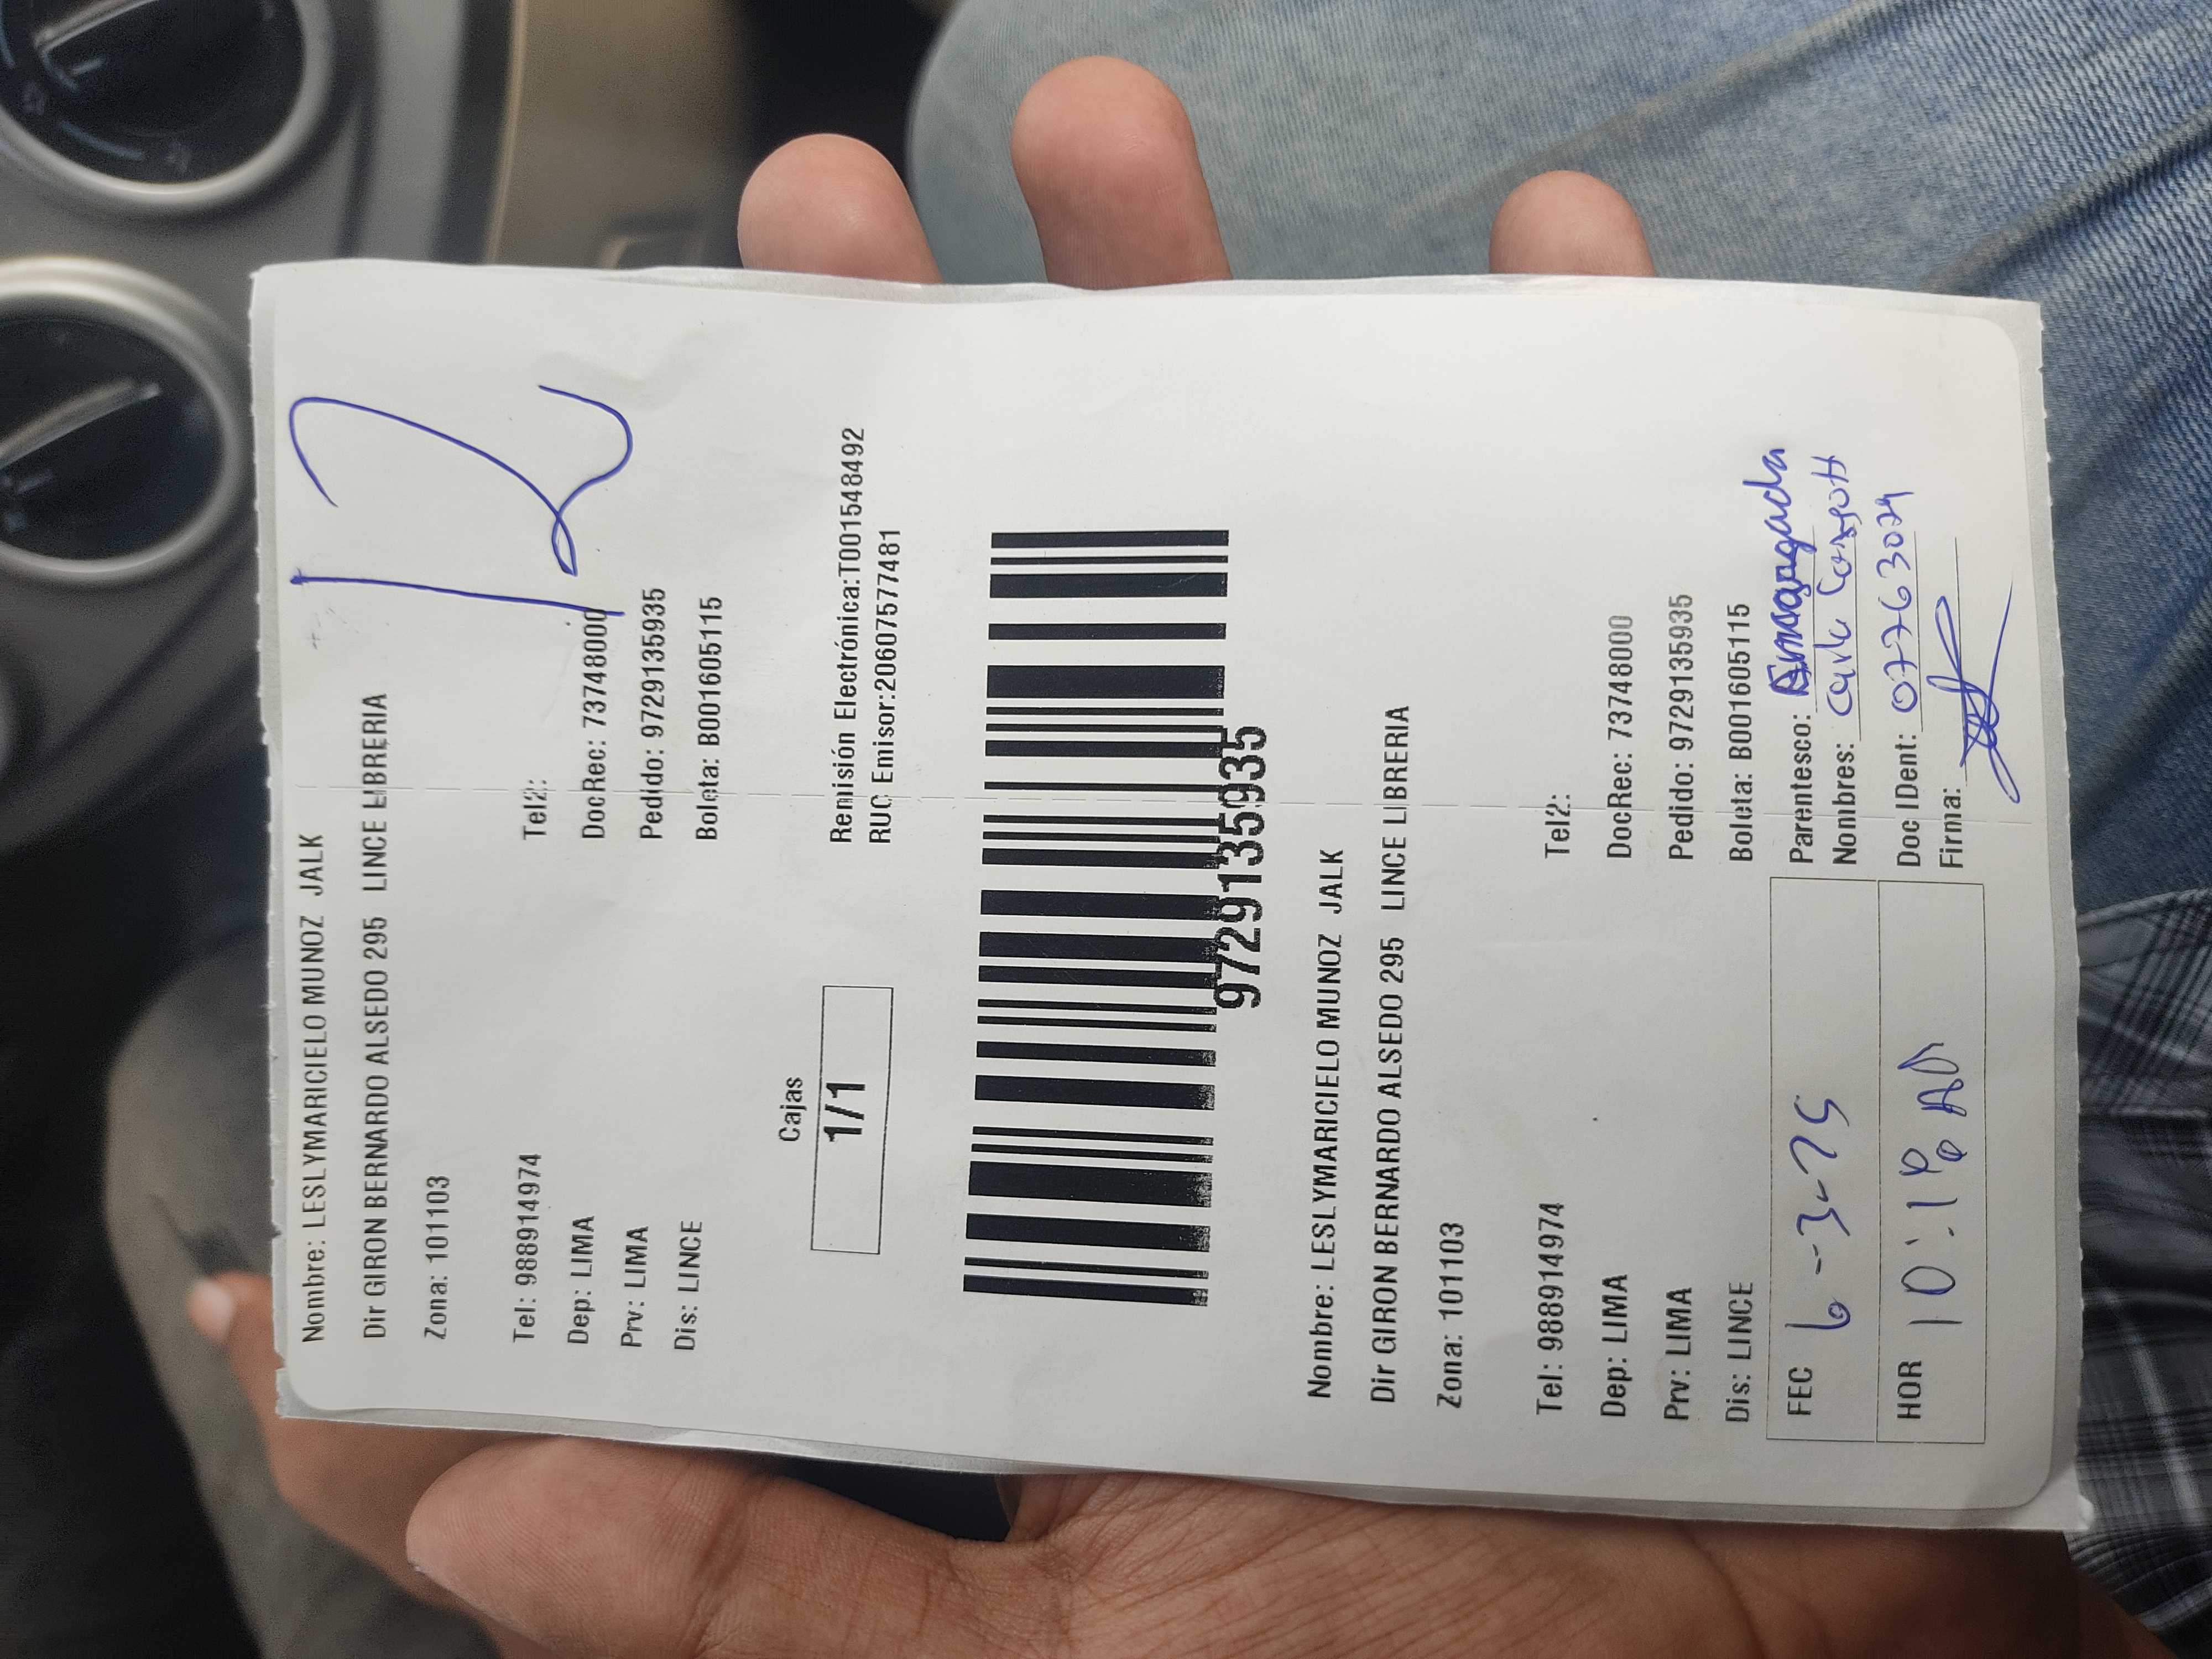 12
Nombre: LESLYMARICIELO MUNOZ JALK
Dir GIRON BERNARDO ALSEDO 295 LINCE LIBRERIA
Zona: 101103
Tel: 988914974 Tel2:
Dep: LIMA DocRec: 73748000
Prv: LIMA Pedido: 9729135935
Dis: LINCE Boleta: B001605115
Cajas
1/1
Remisión Electrónica:T001548492
RUC Emisor:20607577481
9729135935
Nombre: LESLYMARICIELO MUNOZ JALK
Dir GIRON BERNARDO ALSEDO 295 LINCE LIBRERIA
Zona: 101103
Tel: 988914974 Tel2:
Dep: LIMA DocRec: 73748000
Prv: LIMA Pedido: 9729135935
Dis: LINCE Boleta: B001605115
FEC 6-3-25 Parentesco:
Nombres:
HOR 10:18 Doc IDent: 07763029
Firma: